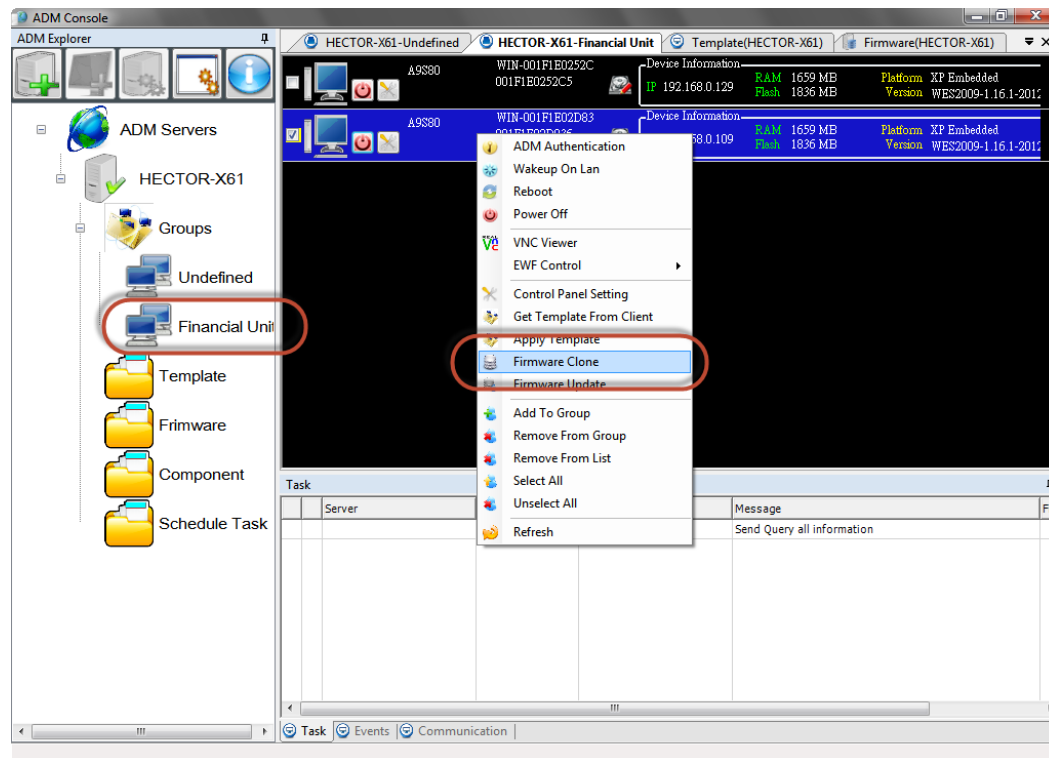 ADM Console
ADM Explorer
HECTOR-X61-Undefined
HECTOR-X61-Financial Unit
Template(HECTOR-X61)
Firmware(HECTOR-X61)
ADM Servers
HECTOR-X61
Groups
Undefined
Financial Unit
Template
Frimware
Component
Schedule Task
A9S80
WIN-001F1E0252C
001F1E0252C5
Device Information
IP 192.168.0.129
RAM 1659 MB
Flash 1836 MB
Platform XP Embedded
Version WES2009-1.16.1-2012
A9S80
WIN-001F1E02D83
Device Information
68.0.109
RAM 1659 MB
Flash 1836 MB
Platform XP Embedded
Version WES2009-1.16.1-2012
ADM Authentication
Wakeup On Lan
Reboot
Power Off
VNC Viewer
EWF Control
Control Panel Setting
Get Template From Client
Apply Template
Firmware Clone
Firmware Update
Add To Group
Remove From Group
Remove From List
Select All
Unselect All
Refresh
Task
Server
Message
F
Send Query all information
Task
Events
Communication